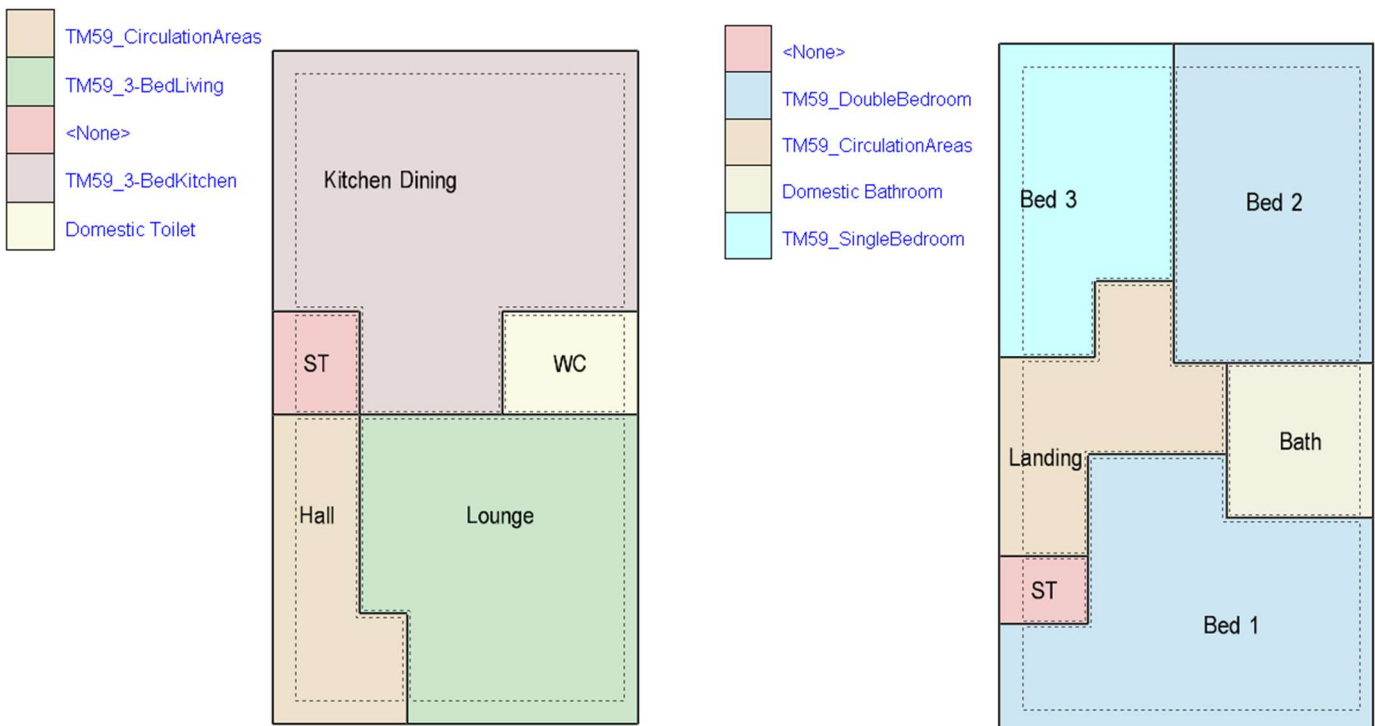 TM59_CirculationAreas
TM59_3-BedLiving
<None>
TM59_3-BedKitchen
Domestic Toilet
Kitchen Dining
ST
WC
Hall
Lounge
<None>
TM59_DoubleBedroom
TM59_CirculationAreas
Domestic Bathroom
TM59_SingleBedroom
Bed 3
Bed 2
Landing
Bath
ST
Bed 1